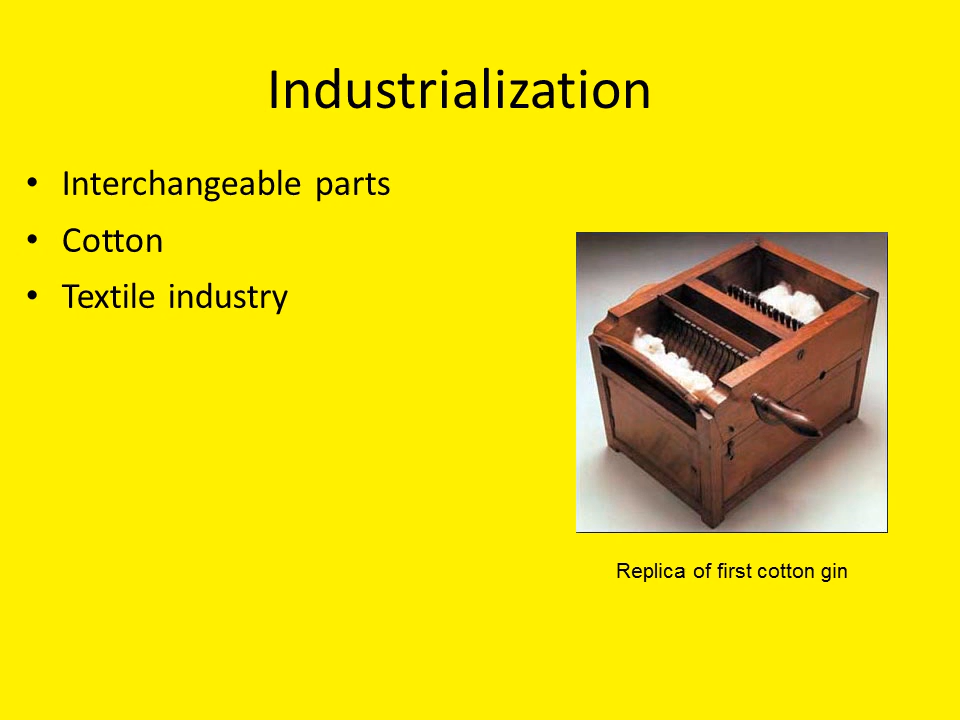 Industrialization
• Interchangeable parts
• Cotton
• Textile industry
Replica of first cotton gin